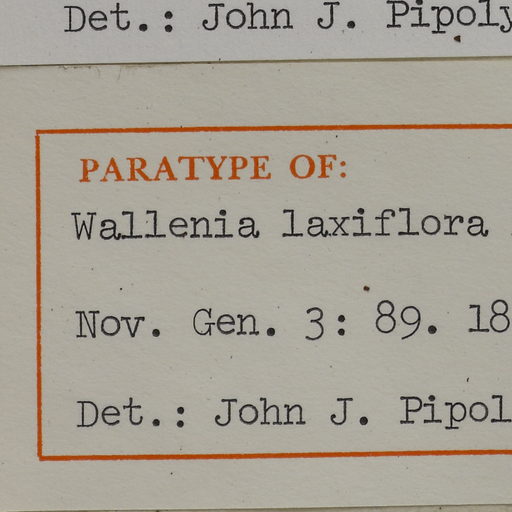 Det.: John J. Pipoly
PARATYPE OF:
Wallenia laxiflora
Nov. Gen. 3: 89. 18
Det.: John J. Pipol